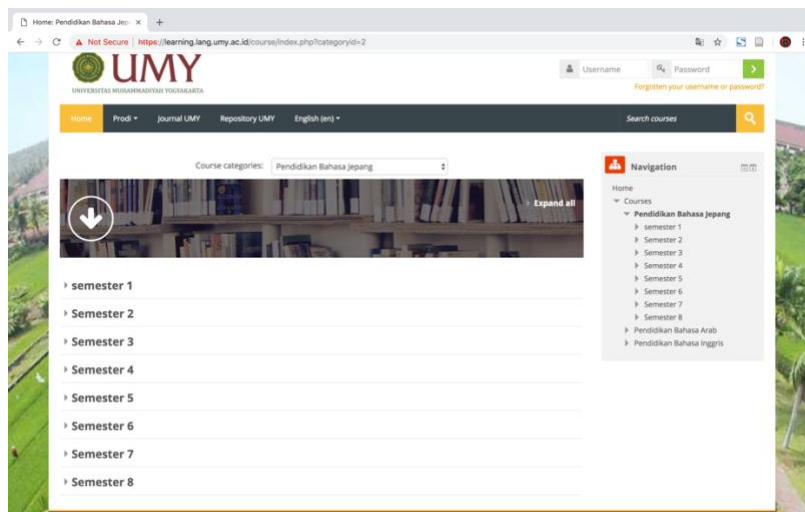 Home: Pendidikan Bahasa Jep
Not Secure | https://learning.lang.umy.ac.id/course/index.php?categoryid=2
UMY
UNIVERSITAS MUHAMMADIYAH YOGYAKARTA
Username
Password
Forgotten your username or password?
Home
Prodi
Journal UMY
Repository UMY
English (en)
Search courses
Course categories:
Pendidikan Bahasa Jepang
Expand all
semester 1
Semester 2
Semester 3
Semester 4
Semester 5
Semester 6
Semester 7
Semester 8
Navigation
Home
Courses
Pendidikan Bahasa Jepang
semester 1
Semester 2
Semester 3
Semester 4
Semester 5
Semester 6
Semester 7
Semester 8
Pendidikan Bahasa Arab
Pendidikan Bahasa Inggris